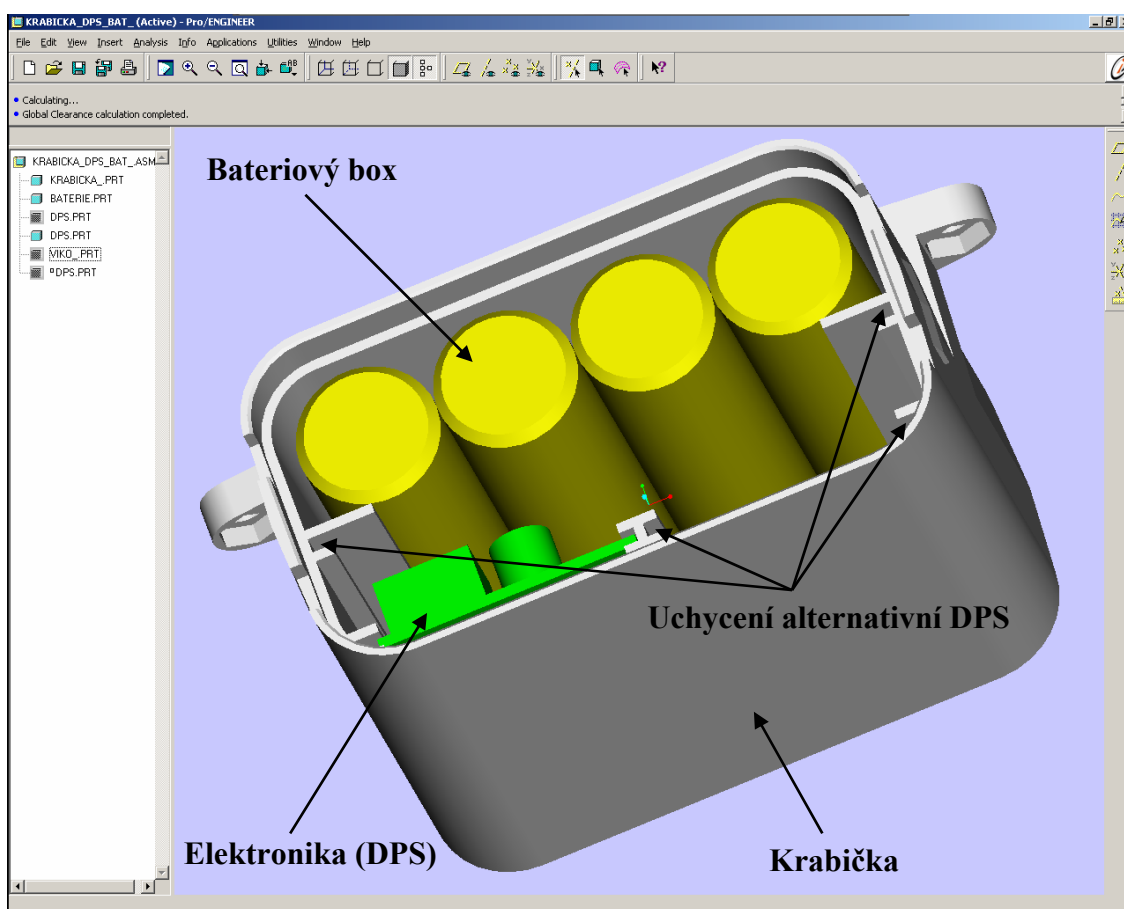 KRABICKA_DPS_BAT_ (Active) - Pro/ENGINEER
File Edit View Insert Analysis Info Applications Utilities Window Help
• Calculating...
• Global Clearance calculation completed.
KRABICKA_DPS_BAT_.ASM
KRABICKA_.PRT
BATERIE.PRT
DPS.PRT
DPS.PRT
VIKO_.PRT
DPS.PRT
Bateriový box
Uchycení alternativní DPS
Elektronika (DPS)
Krabička